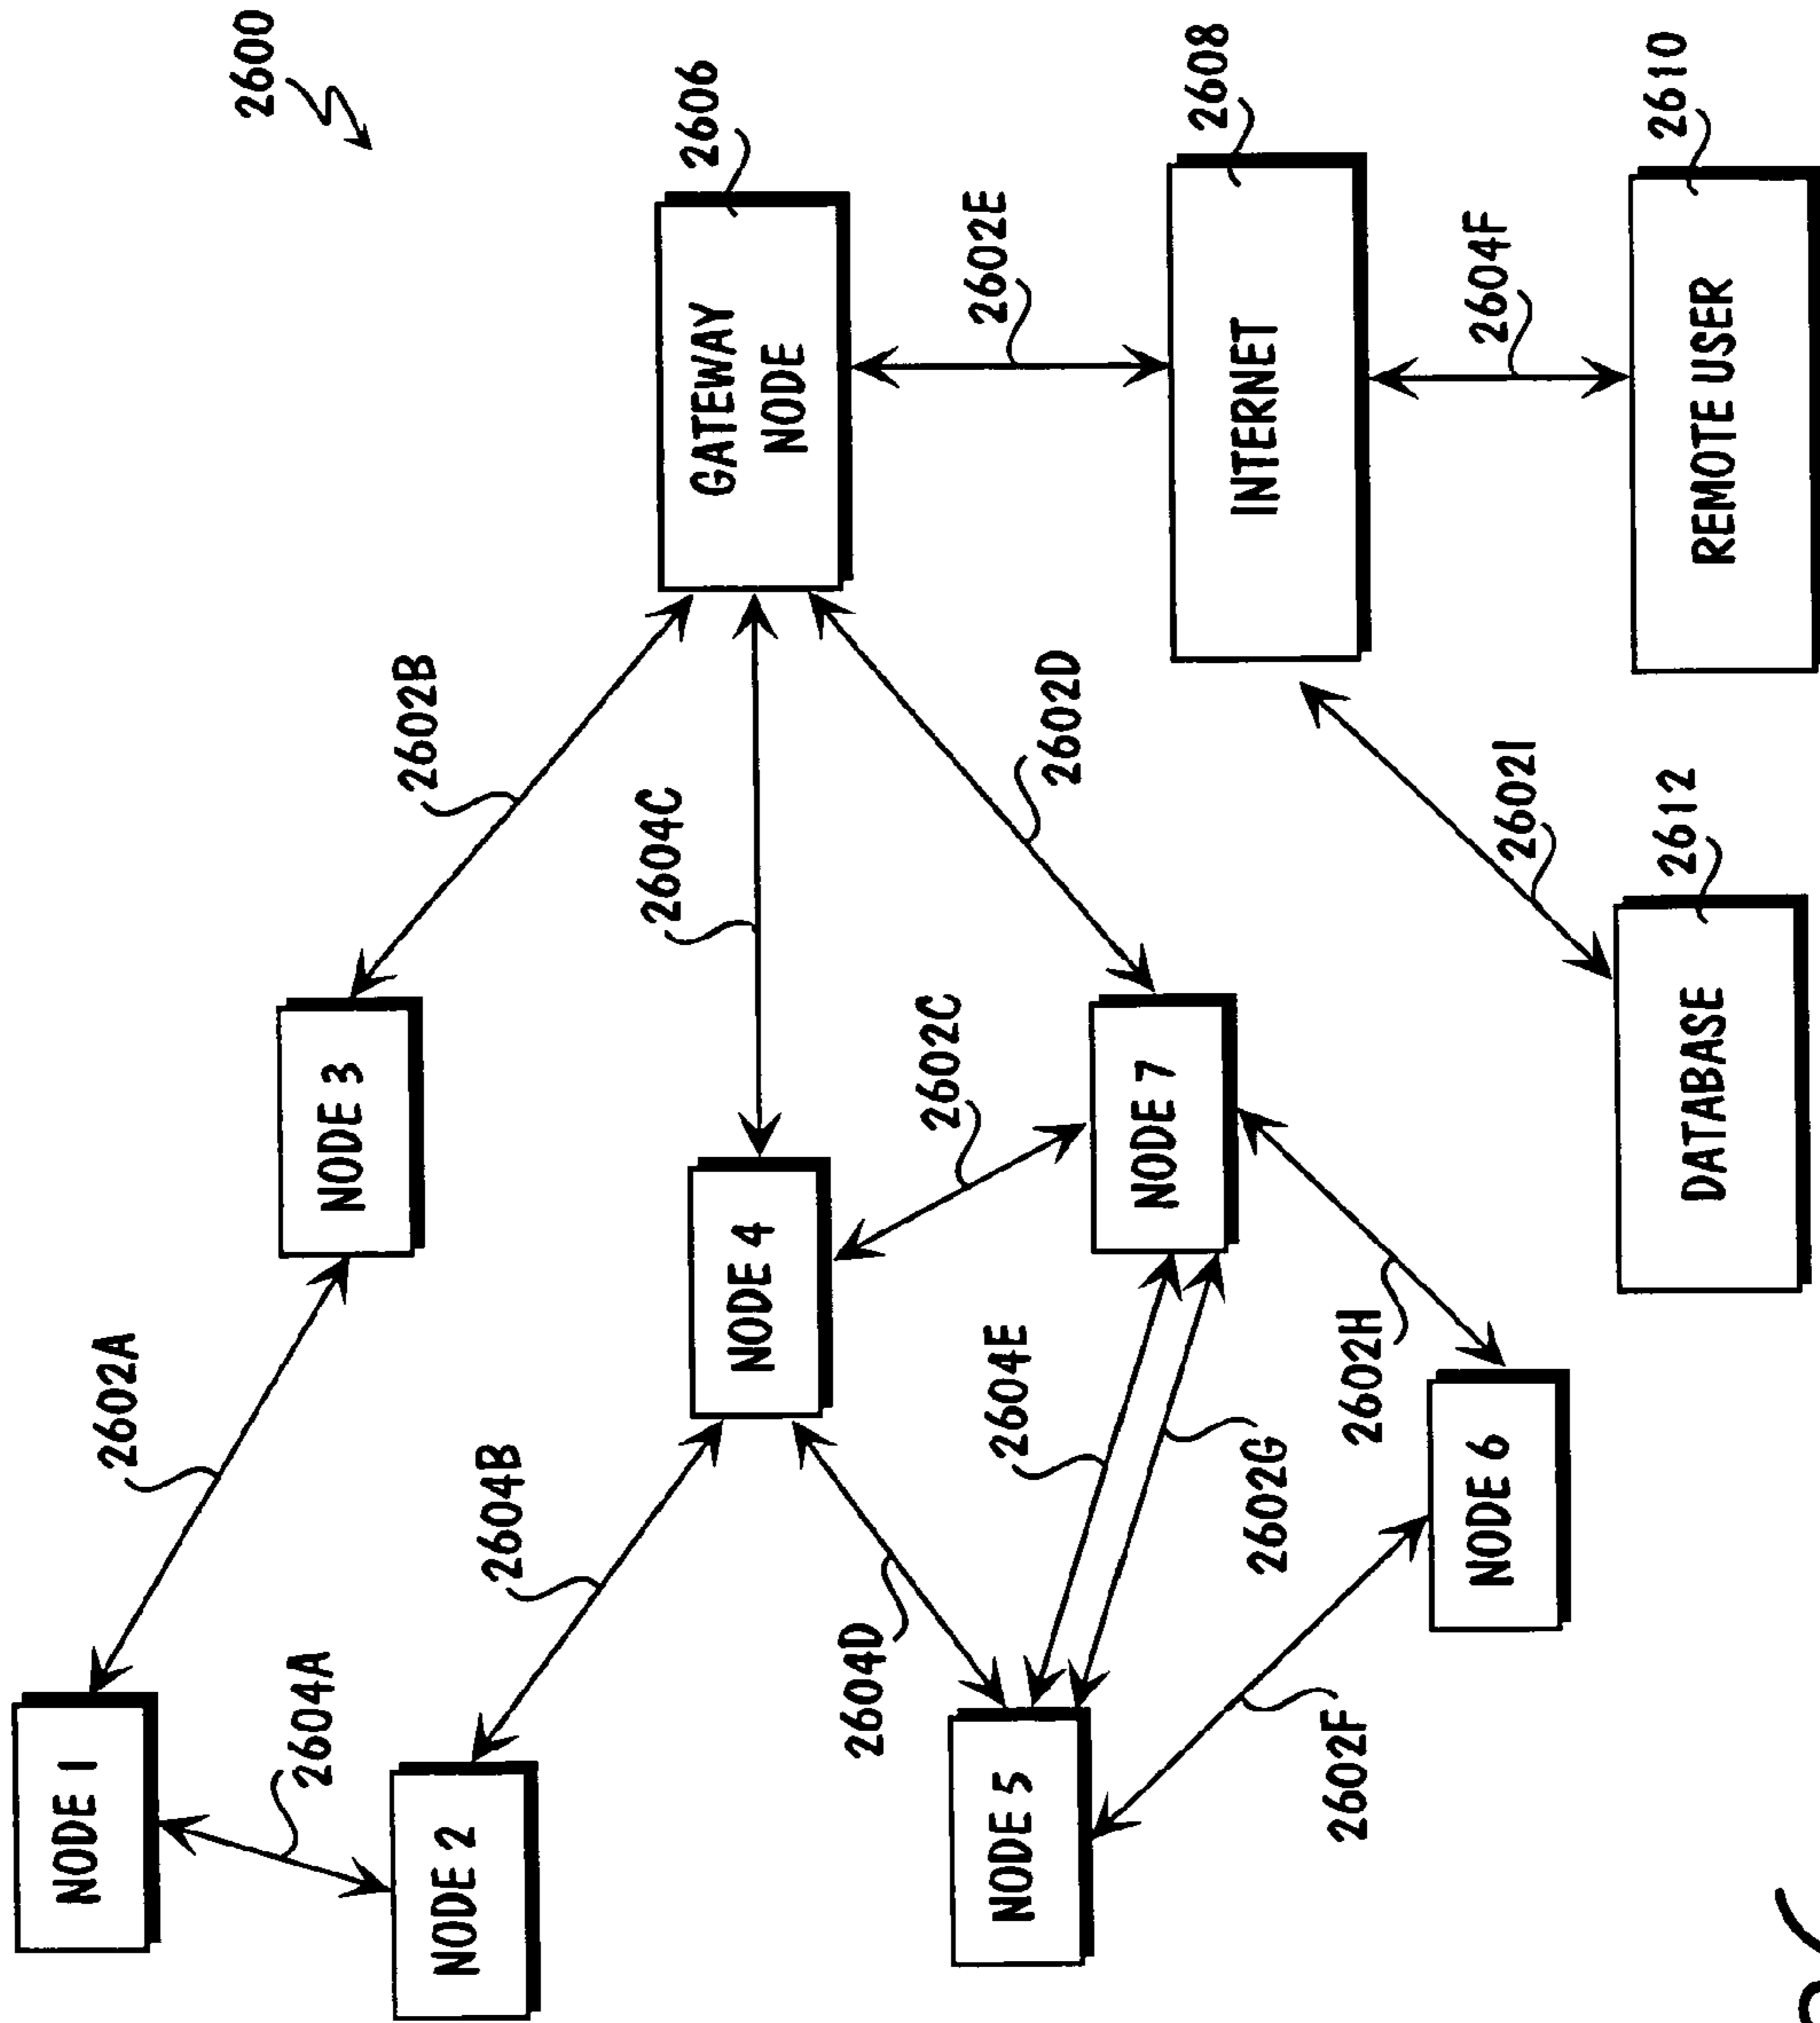 2600
NODE 1
2602A
NODE 3
2602B
GATEWAY
NODE
2606
2604A
NODE 2
2604B
NODE 4
2604C
2602E
2604D
2602C
2602D
NODE 5
2604E
NODE 7
INTERNET
2608
2602G
2602F
2602H
NODE 6
2602I
2604F
DATABASE
2612
REMOTE USER
2610